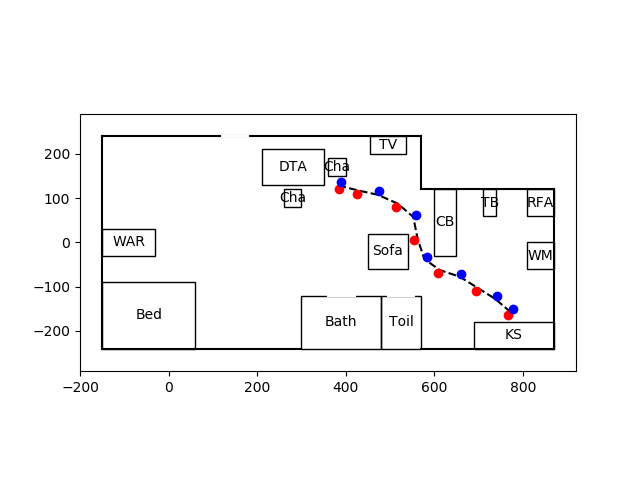 TV
DTA
Cha
Cha
TB
RFA
CB
WAR
Sofa
WM
Bed
Bath
Toil
KS
200
100
0
−100
−200
−200
0
200
400
600
800